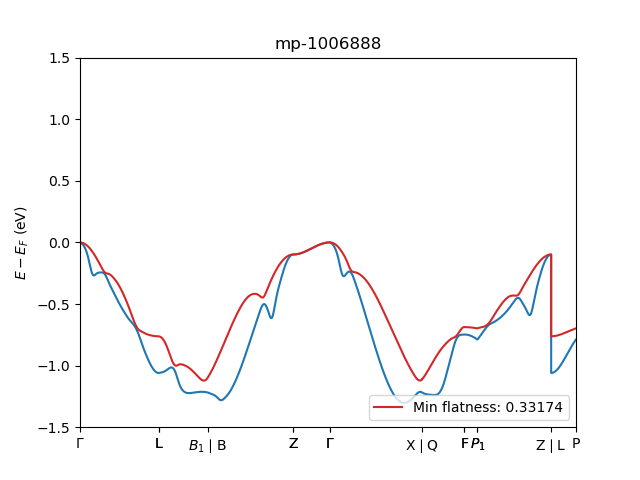 mp-1006888
E − E_F (eV)
1.5
1.0
0.5
0.0
−0.5
−1.0
−1.5
Min flatness: 0.33174
Γ L B₁ | B Z Γ X | Q F P₁ Z | L P